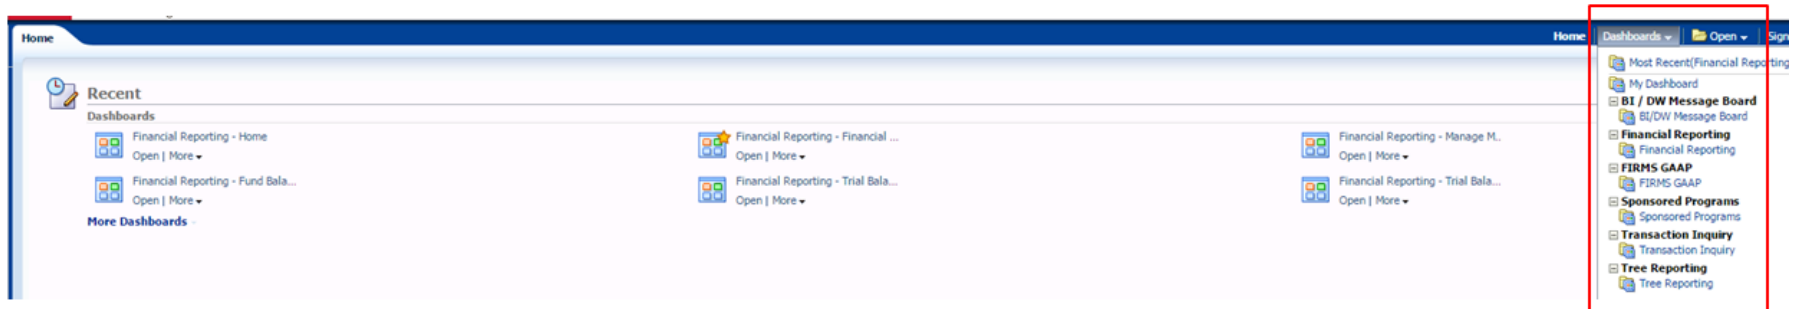 Home
Home Dashboards Open Sign
Recent
Dashboards
Financial Reporting - Home
Open | More
Financial Reporting - Financial ...
Open | More
Financial Reporting - Manage M..
Open | More
Financial Reporting - Fund Bala...
Open | More
Financial Reporting - Trial Bala...
Open | More
Financial Reporting - Trial Bala...
Open | More
More Dashboards
Most Recent(Financial Reporting
My Dashboard
BI / DW Message Board
BI/DW Message Board
Financial Reporting
Financial Reporting
FIRMS GAAP
FIRMS GAAP
Sponsored Programs
Sponsored Programs
Transaction Inquiry
Transaction Inquiry
Tree Reporting
Tree Reporting